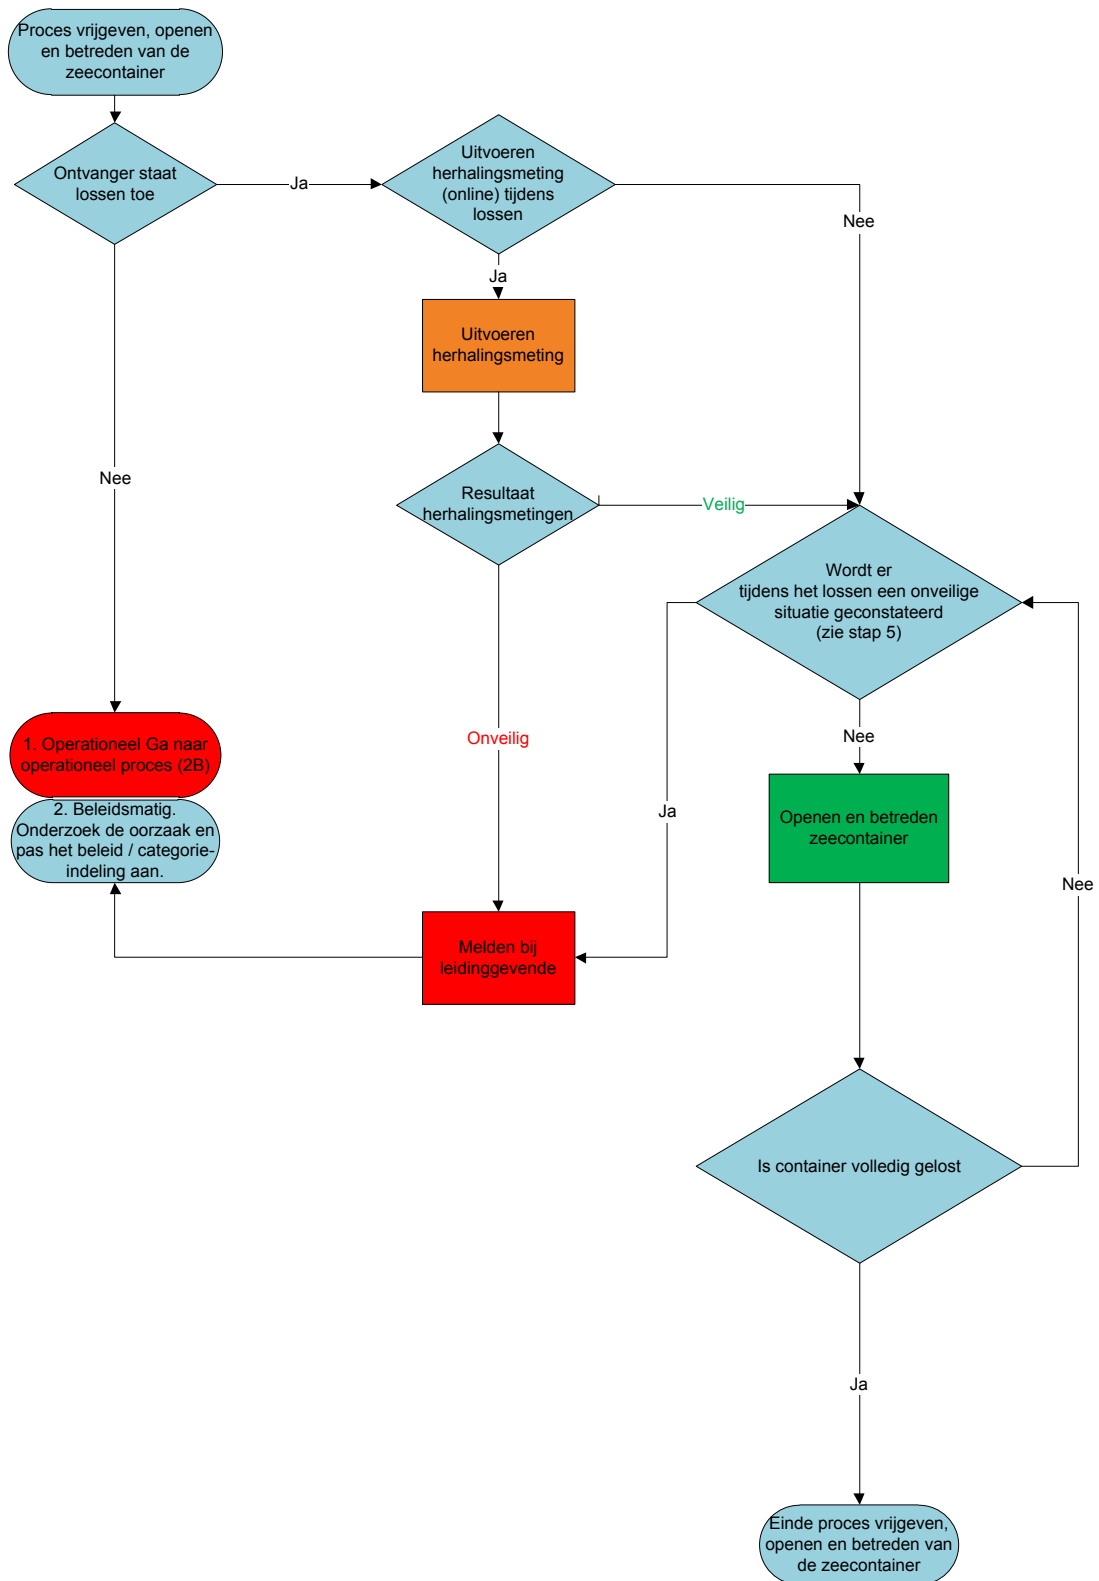 Proces vrijgeven, openen
en betreden van de
zeecontainer
Ontvanger staat
lossen toe
Ja
Uitvoeren
herhalingsmeting
(online) tijdens
lossen
Nee
Ja
Uitvoeren
herhalingsmeting
Nee
Resultaat
herhalingsmetingen
Veilig
Wordt er
tijdens het lossen een onveilige
situatie geconstateerd
(zie stap 5)
Onveilig
Nee
1. Operationeel Ga naar
operationeel proces (2B)
2. Beleidsmatig.
Onderzoek de oorzaak en
pas het beleid / categorie-
indeling aan.
Ja
Openen en betreden
zeecontainer
Nee
Melden bij
leidinggevende
Is container volledig gelost
Ja
Einde proces vrijgeven,
openen en betreden van
de zeecontainer